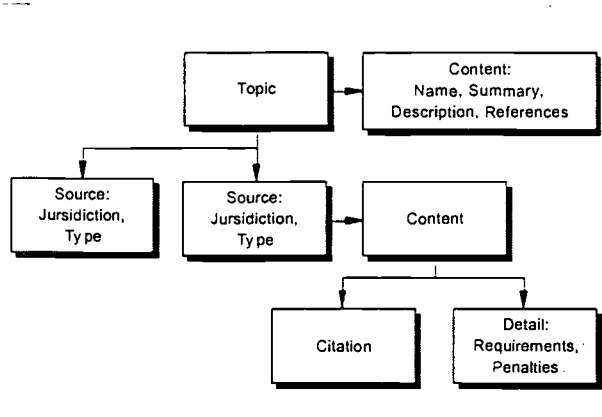 Topic
Content:
Name, Summary,
Description, References
Source:
Jursidiction,
Type
Source:
Jursidiction,
Type
Content
Citation
Detail:
Requirements,
Penalties